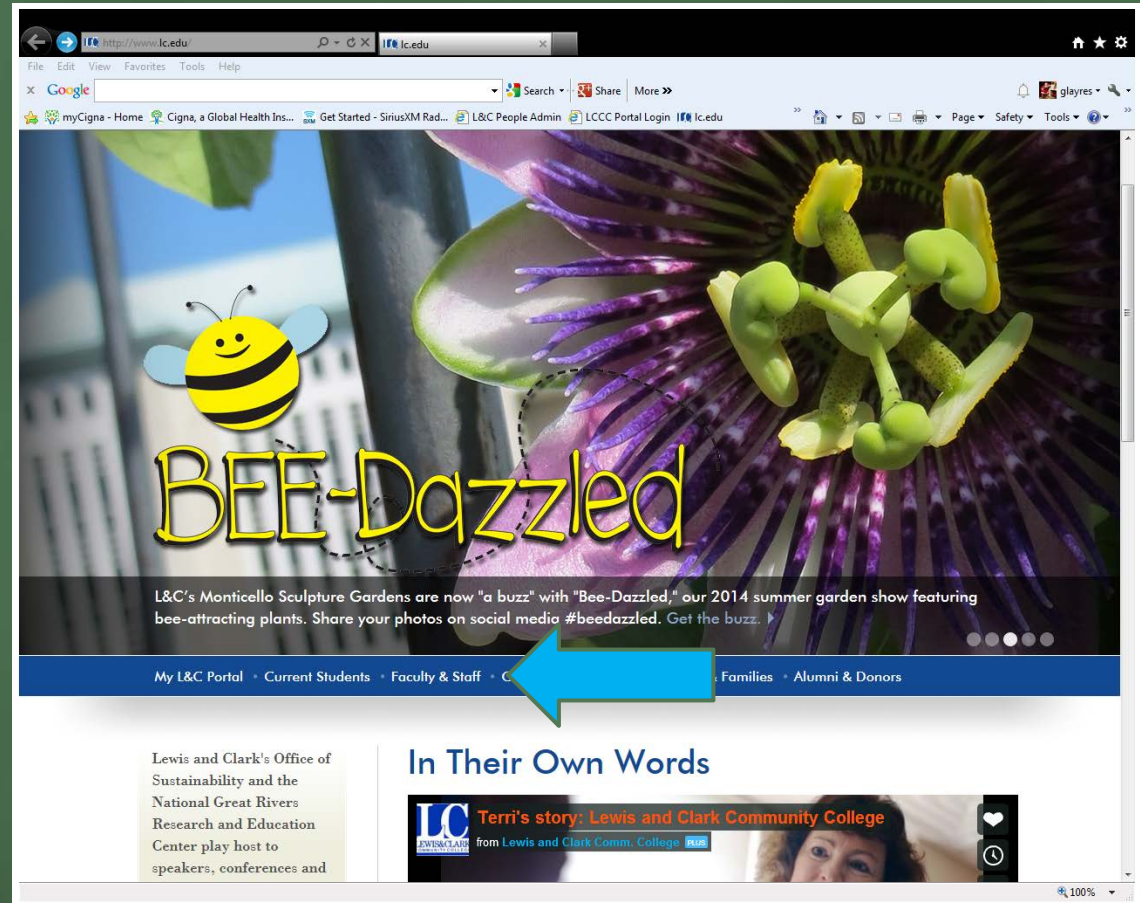 http://www.lc.edu/
lc.edu
File Edit View Favorites Tools Help
x Google Search Share More »
glayres
myCigna - Home Cigna, a Global Health Ins... Get Started - SiriusXM Rad... L&C People Admin LCCC Portal Login lc.edu
Page Safety Tools
BEE-Dazzled
L&C's Monticello Sculpture Gardens are now "a buzz" with "Bee-Dazzled," our 2014 summer garden show featuring
bee-attracting plants. Share your photos on social media #beedazzled. Get the buzz.
My L&C Portal • Current Students • Faculty & Staff • Families • Alumni & Donors
Lewis and Clark's Office of
Sustainability and the
National Great Rivers
Research and Education
Center play host to
speakers, conferences and
In Their Own Words
L&C
LEWIS&CLARK
COMMUNITY COLLEGE
Terri's story: Lewis and Clark Community College
from Lewis and Clark Comm. College PLUS
100%